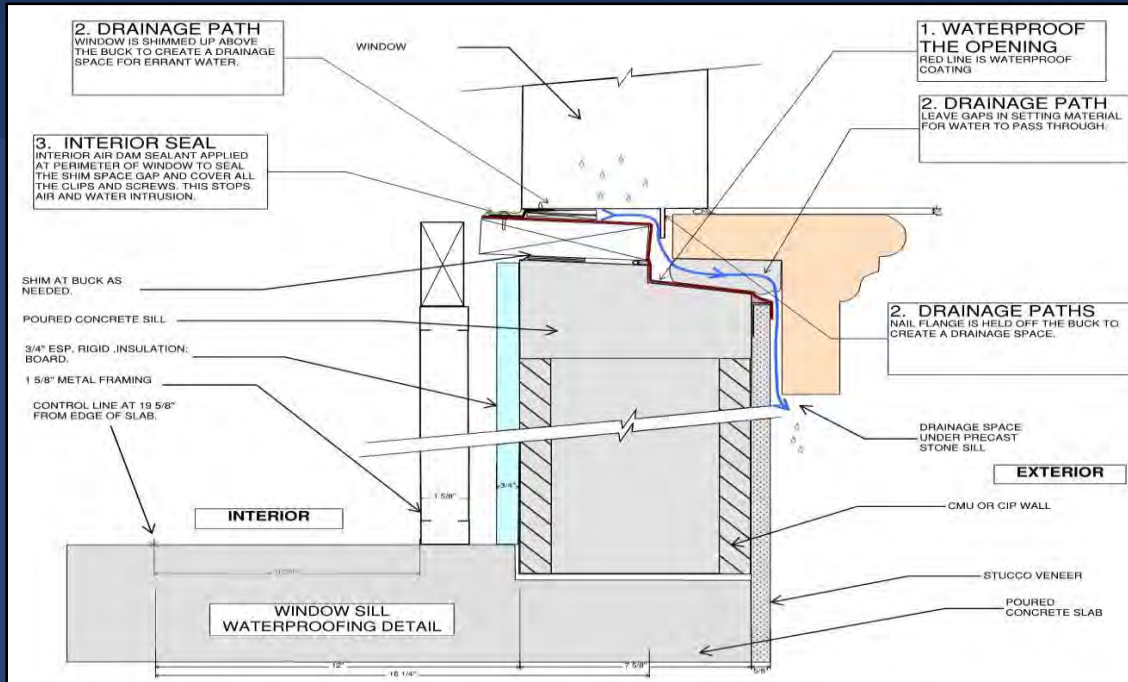 2. DRAINAGE PATH
WINDOW IS SHIMMED UP ABOVE
THE BUCK TO CREATE A DRAINAGE
SPACE FOR ERRANT WATER.
WINDOW
1. WATERPROOF
THE OPENING
RED LINE IS WATERPROOF
COATING
2. DRAINAGE PATH
LEAVE GAPS IN SETTING MATERIAL
FOR WATER TO PASS THROUGH.
3. INTERIOR SEAL
INTERIOR AIR DAM SEALANT APPLIED
AT PERIMETER OF WINDOW TO SEAL
THE SHIM SPACE GAP AND COVER ALL
THE CLIPS AND SCREWS. THIS STOPS
AIR AND WATER INTRUSION.
SHIM AT BUCK AS
NEEDED.
POURED CONCRETE SILL
3/4" ESP, RIGID ,INSULATION;
BOARD.
1 5/8" METAL FRAMING
CONTROL LINE AT 19 5/8"
FROM EDGE OF SLAB.
2. DRAINAGE PATHS
NAIL FLANGE IS HELD OFF THE BUCK TO
CREATE A DRAINAGE SPACE.
DRAINAGE SPACE
UNDER PRECAST
STONE SILL
EXTERIOR
CMU OR CIP WALL
1 5/8"
3/4"
INTERIOR
STUCCO VENEER
POURED
CONCRETE SLAB
WINDOW SILL
WATERPROOFING DETAIL
12"
7 5/8"
5/8"
16 1/4"